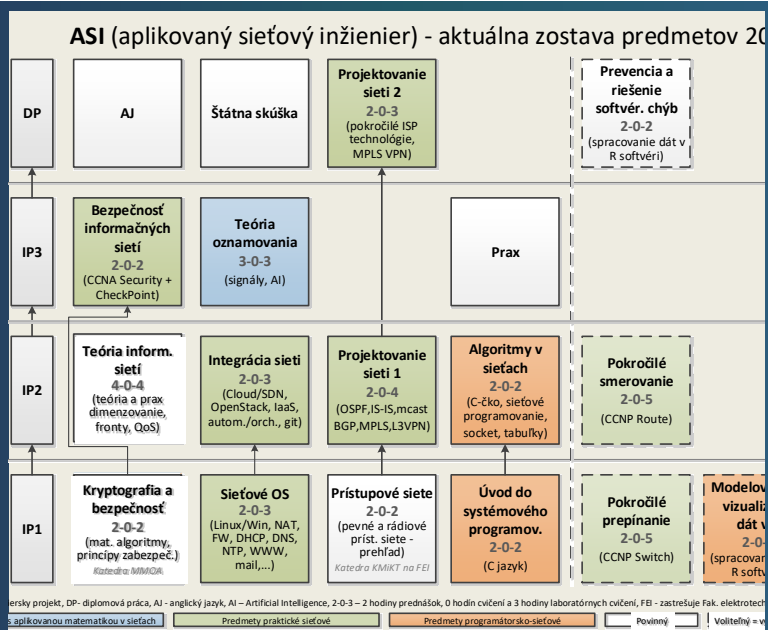 ASI (aplikovaný sieťový inžinier) - aktuálna zostava predmetov 20
DP
AJ
Štátna skúška
Projektovanie
sieti 2
2-0-3
(pokročilé ISP
technológie,
MPLS VPN)
Prevencia a
riešenie
softvér. chýb
2-0-2
(spracovanie dát v
R softvéri)
IP3
Bezpečnosť
informačných
sietí
2-0-2
(CCNA Security +
CheckPoint)
Teória
oznamovania
3-0-3
(signály, AI)
Prax
IP2
Teória inform.
sietí
4-0-4
(teória a prax
dimenzovanie,
fronty, QoS)
Integrácia sieti
2-0-3
(Cloud/SDN,
OpenStack, IaaS,
autom./orch., git)
Projektovanie
sieti 1
2-0-4
(OSPF,IS-IS,mcast
BGP,MPLS,L3VPN)
Algoritmy v
sieťach
2-0-2
(C-čko, sieťové
programovanie,
socket, tabuľky)
Pokročilé
smerovanie
2-0-5
(CCNP Route)
IP1
Kryptografia a
bezpečnosť
2-0-2
(mat. algoritmy,
princípy zabezpeč.)
Katedra MMOA
Sieťové OS
2-0-3
(Linux/Win, NAT,
FW, DHCP, DNS,
NTP, WWW,
mail,...)
Prístupové siete
2-0-2
(pevné a rádiové
príst. siete -
prehľad)
Katedra KMiKT na FEI
Úvod do
systémového
programov.
2-0-2
(C jazyk)
Pokročilé
prepínanie
2-0-5
(CCNP Switch)
Modelov
vizualiz
dát v
2-0-
(spracovan
R softv
ersky projekt, DP- diplomová práca, AJ - anglický jazyk, AI – Artificial Intelligence, 2-0-3 – 2 hodiny prednášok, 0 hodín cvičení a 3 hodiny laboratórnych cvičení, FEI - zastrešuje Fak. elektrotech
s aplikovanou matematikou v sieťach
Predmety praktické sieťové
Predmety programátorsko-sieťové
Povinný
Voliteľný = v